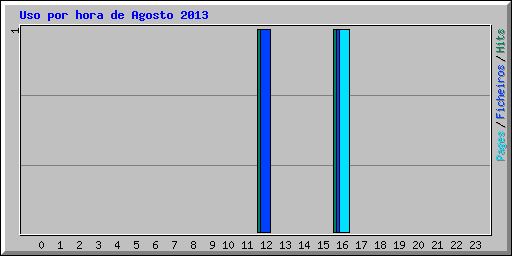 Uso por hora de Agosto 2013
1
0 1 2 3 4 5 6 7 8 9 10 11 12 13 14 15 16 17 18 19 20 21 22 23
Pages/Ficheiros/Hits